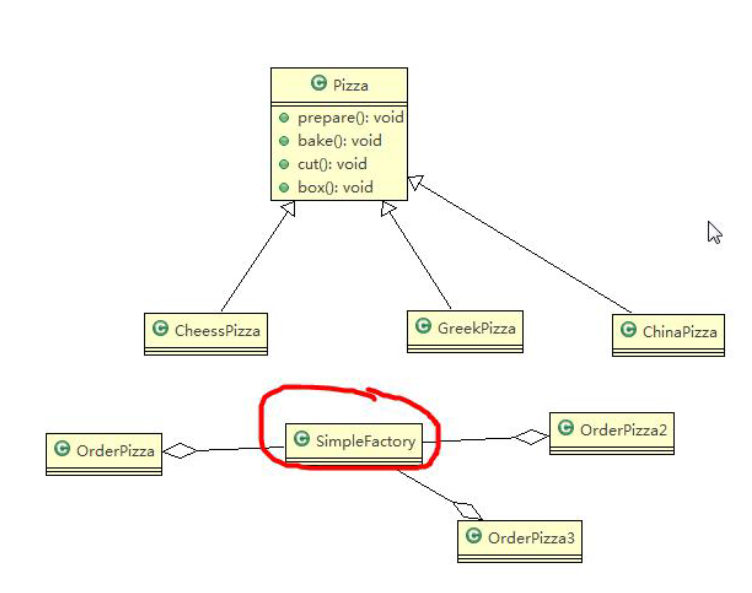 C Pizza
prepare(): void
bake(): void
cut(): void
box(): void
C CheessPizza
C GreekPizza
C ChinaPizza
C OrderPizza
C SimpleFactory
C OrderPizza2
C OrderPizza3